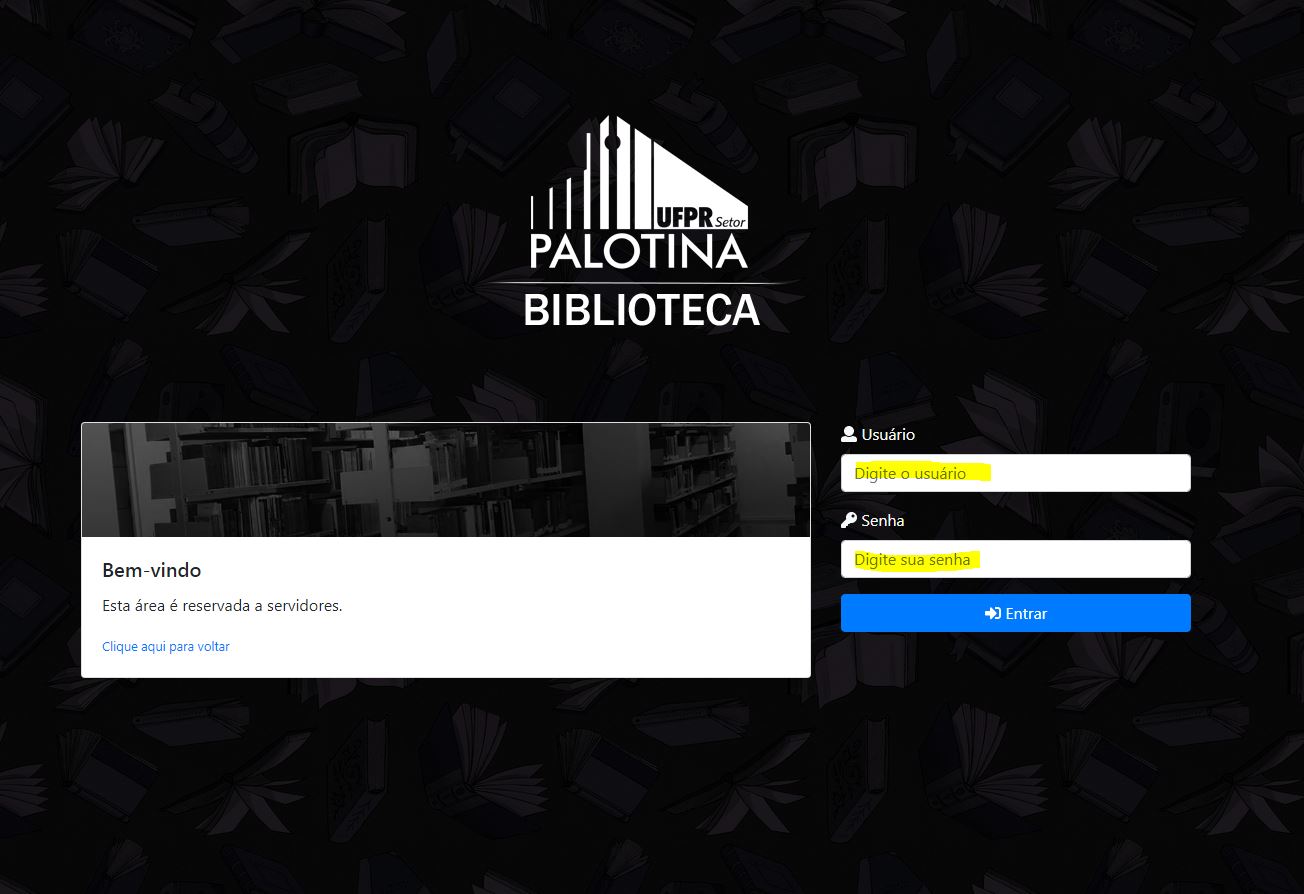 UFPR Setor
PALOTINA
BIBLIOTECA
Bem-vindo
Esta área é reservada a servidores.
Clique aqui para voltar
Usuário
Digite o usuário
Senha
Digite sua senha
Entrar